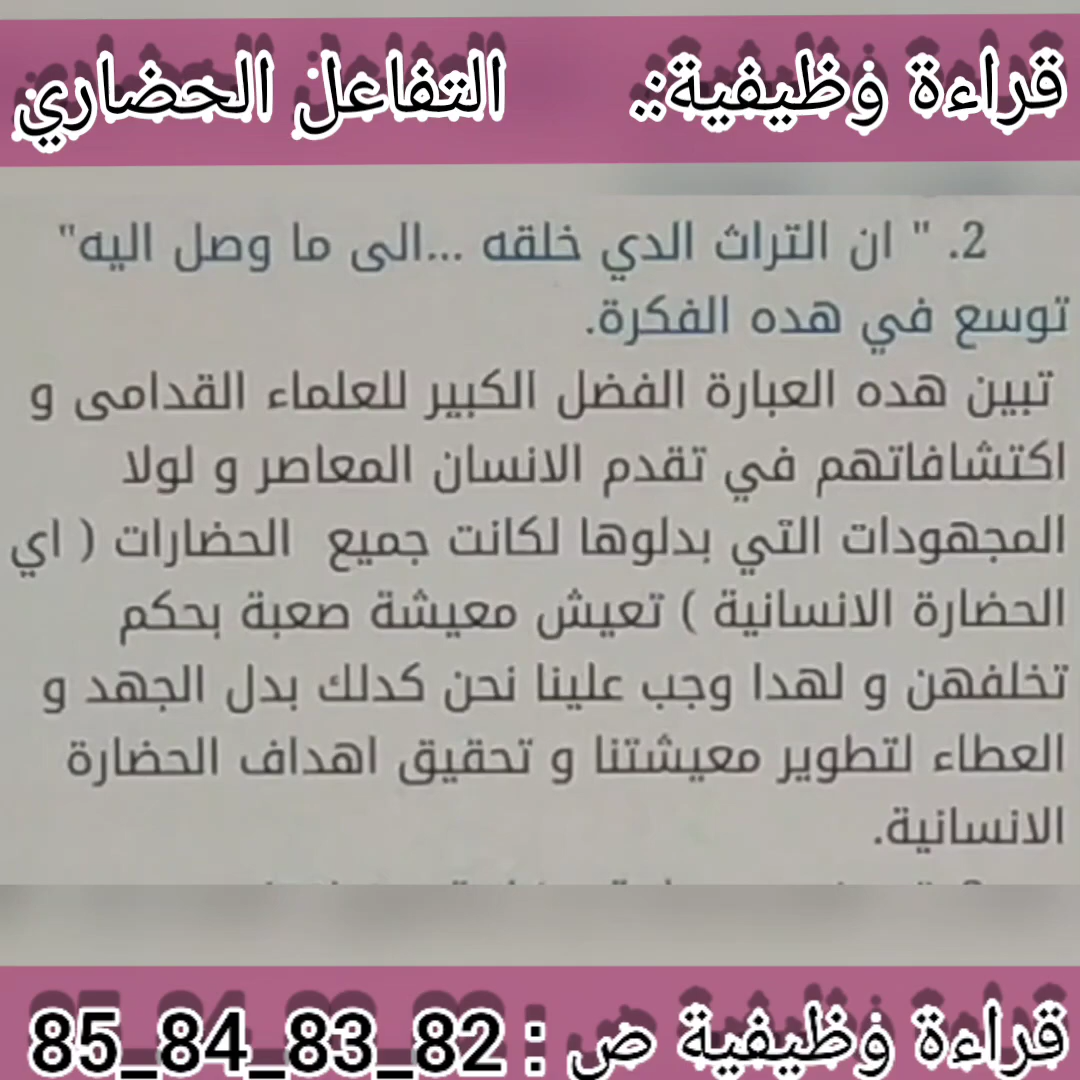 قراءة وظيفية:. التفاعل الحضاري
2. " ان التراث الدي خلقه ...الى ما وصل اليه"
توسع في هده الفكرة.
تبين هده العبارة الفضل الكبير للعلماء القدامى و
اكتشافاتهم في تقدم الانسان المعاصر و لولا
المجهودات التي بدلوها لكانت جميع الحضارات ( اي
الحضارة الانسانية ) تعيش معيشة صعبة بحكم
تخلفهن و لهدا وجب علينا نحن كدلك بدل الجهد و
العطاء لتطوير معيشتنا و تحقيق اهداف الحضارة
الانسانية.
قراءة وظيفية ص : 82_83_84_85